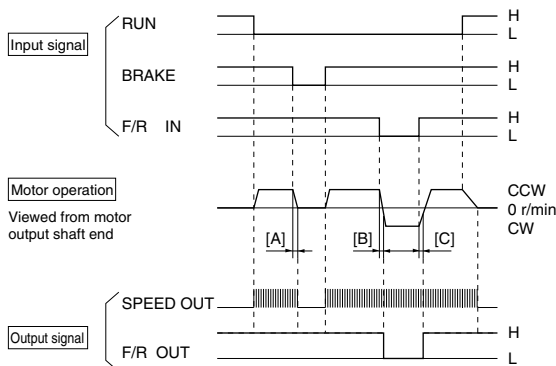 RUN
H
L
Input signal
BRAKE
H
L
F/R IN
H
L
Motor operation
Viewed from motor
output shaft end
CCW
0 r/min
CW
[A]
[B]
[C]
SPEED OUT
Output signal
H
F/R OUT
L